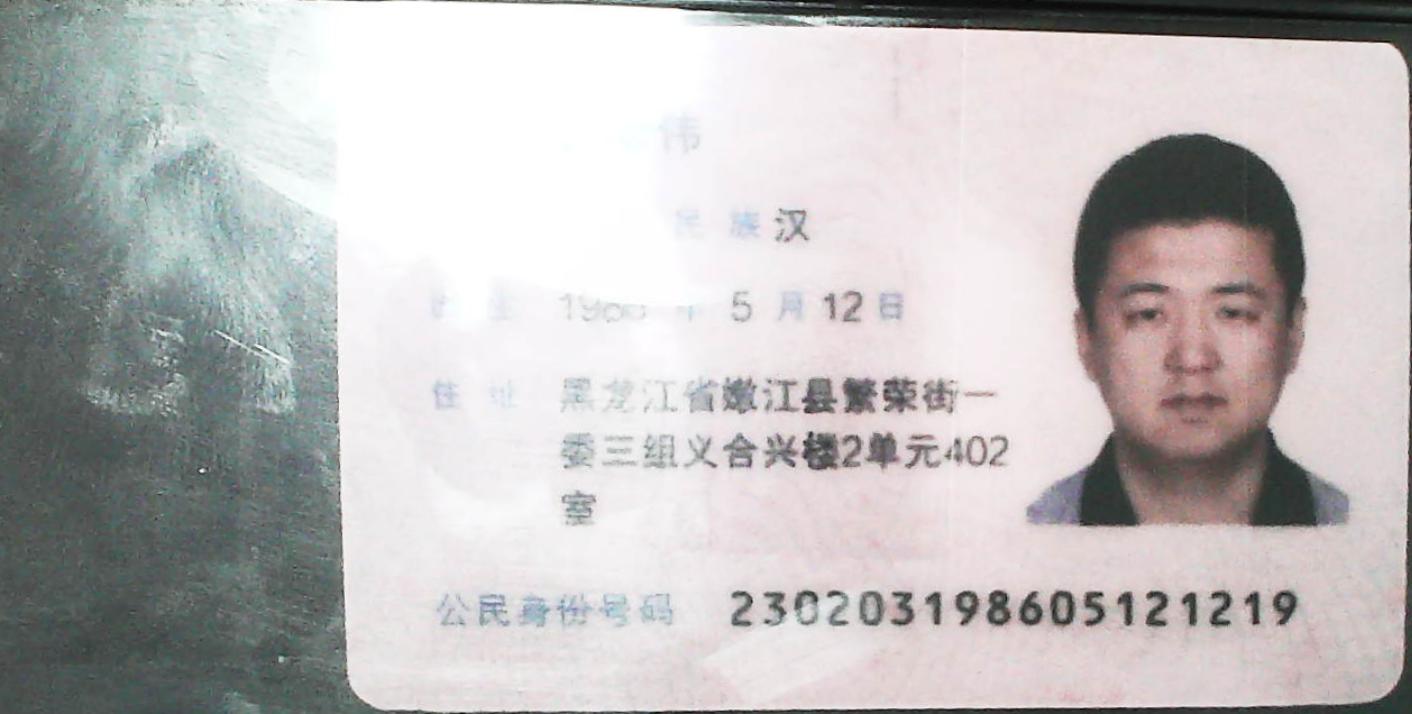 伟
民族汉
年5月12日
住址 黑龙江省嫩江县繁荣街一
委三组义合兴楼2单元402
室
公民身份号码 230203198605121219